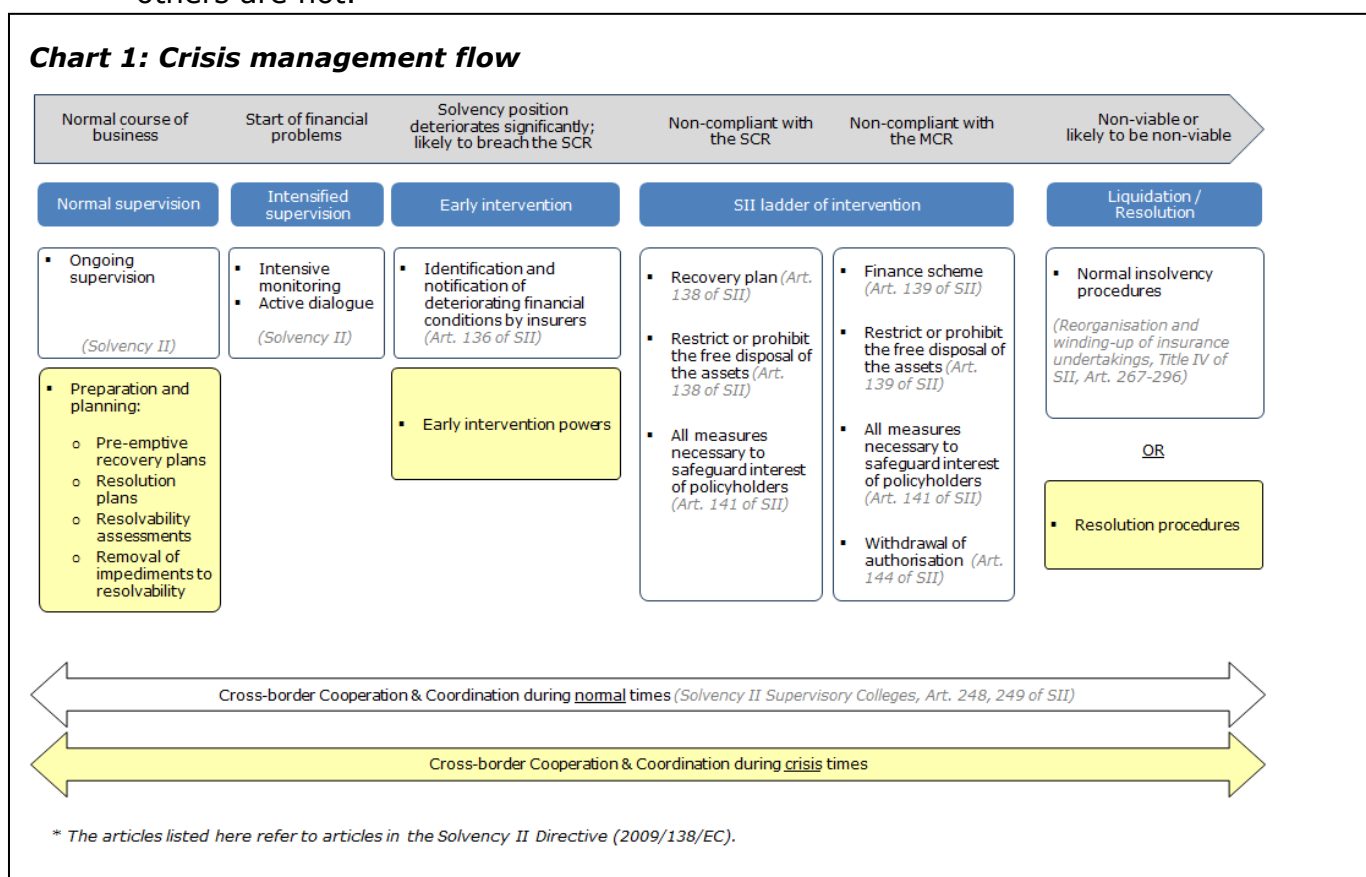 others are not.
Chart 1: Crisis management flow
Normal course of
business
Start of financial
problems
Solvency position
deteriorates significantly;
likely to breach the SCR
Non-compliant with
the SCR
Non-compliant with
the MCR
Non-viable or
likely to be non-viable
Normal supervision
Intensified
supervision
Early intervention
SII ladder of intervention
Liquidation /
Resolution
▪ Ongoing
supervision
(Solvency II)
▪ Preparation and
planning:
o Pre-emptive
recovery plans
o Resolution
plans
o Resolvability
assessments
o Removal of
impediments to
resolvability
▪ Intensive
monitoring
▪ Active dialogue
(Solvency II)
▪ Identification and
notification of
deteriorating financial
conditions by insurers
(Art. 136 of SII)
▪ Early intervention powers
▪ Recovery plan (Art.
138 of SII)
▪ Restrict or prohibit
the free disposal of
the assets (Art.
138 of SII)
▪ All measures
necessary to
safeguard interest
of policyholders
(Art. 141 of SII)
▪ Finance scheme
(Art. 139 of SII)
▪ Restrict or prohibit
the free disposal of
the assets (Art.
139 of SII)
▪ All measures
necessary to
safeguard interest
of policyholders
(Art. 141 of SII)
▪ Withdrawal of
authorisation (Art.
144 of SII)
▪ Normal insolvency
procedures
(Reorganisation and
winding-up of insurance
undertakings, Title IV of
SII, Art. 267-296)
OR
▪ Resolution procedures
Cross-border Cooperation & Coordination during normal times (Solvency II Supervisory Colleges, Art. 248, 249 of SII)
Cross-border Cooperation & Coordination during crisis times
* The articles listed here refer to articles in the Solvency II Directive (2009/138/EC).